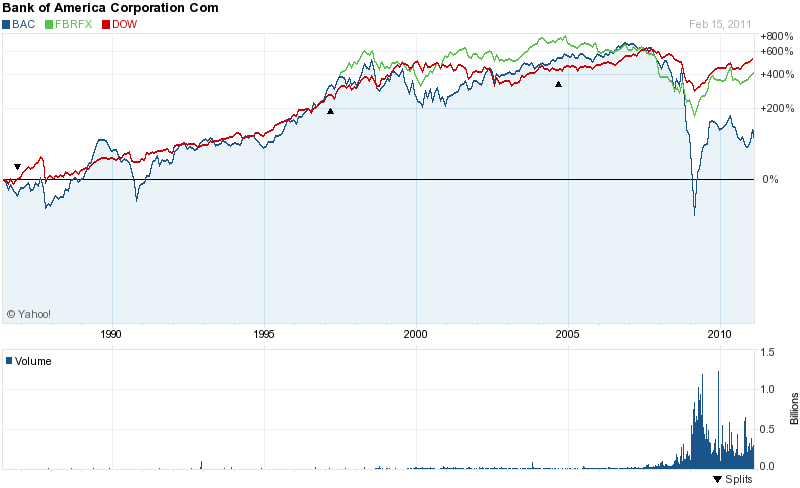 Bank of America Corporation Com
BAC FBRFX DOW
Feb 15, 2011
+800%
+600%
+400%
+200%
0%
© Yahoo!
1990 1995 2000 2005 2010
Volume
1.5
1.0
0.5
0.0
Billions
Splits